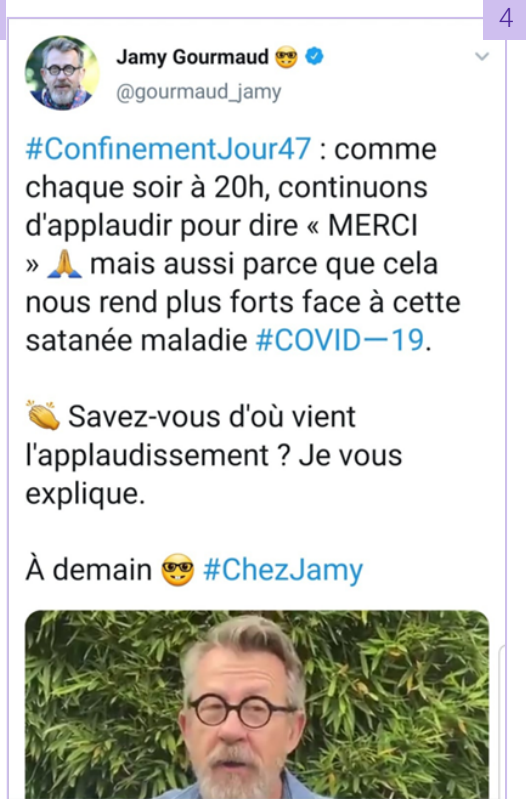 4
Jamy Gourmaud 🤓
@gourmaud_jamy
#ConfinementJour47 : comme
chaque soir à 20h, continuons
d'applaudir pour dire « MERCI
» 🙏 mais aussi parce que cela
nous rend plus forts face à cette
satanée maladie #COVID—19.
👏 Savez-vous d'où vient
l'applaudissement ? Je vous
explique.
À demain 🤓 #ChezJamy